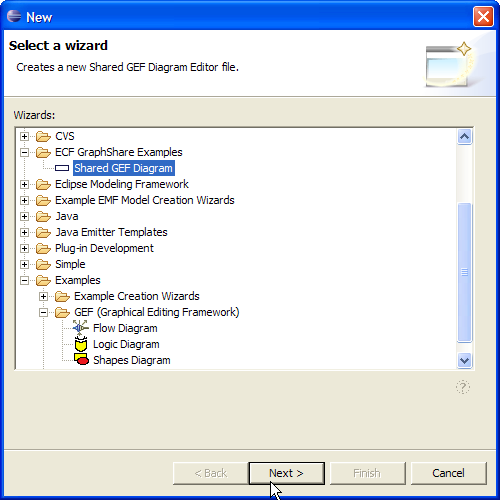 New
Select a wizard
Creates a new Shared GEF Diagram Editor file.
Wizards:
CVS
ECF GraphShare Examples
Shared GEF Diagram
Eclipse Modeling Framework
Example EMF Model Creation Wizards
Java
Java Emitter Templates
Plug-in Development
Simple
Examples
Example Creation Wizards
GEF (Graphical Editing Framework)
Flow Diagram
Logic Diagram
Shapes Diagram
?
< Back Next > Finish Cancel